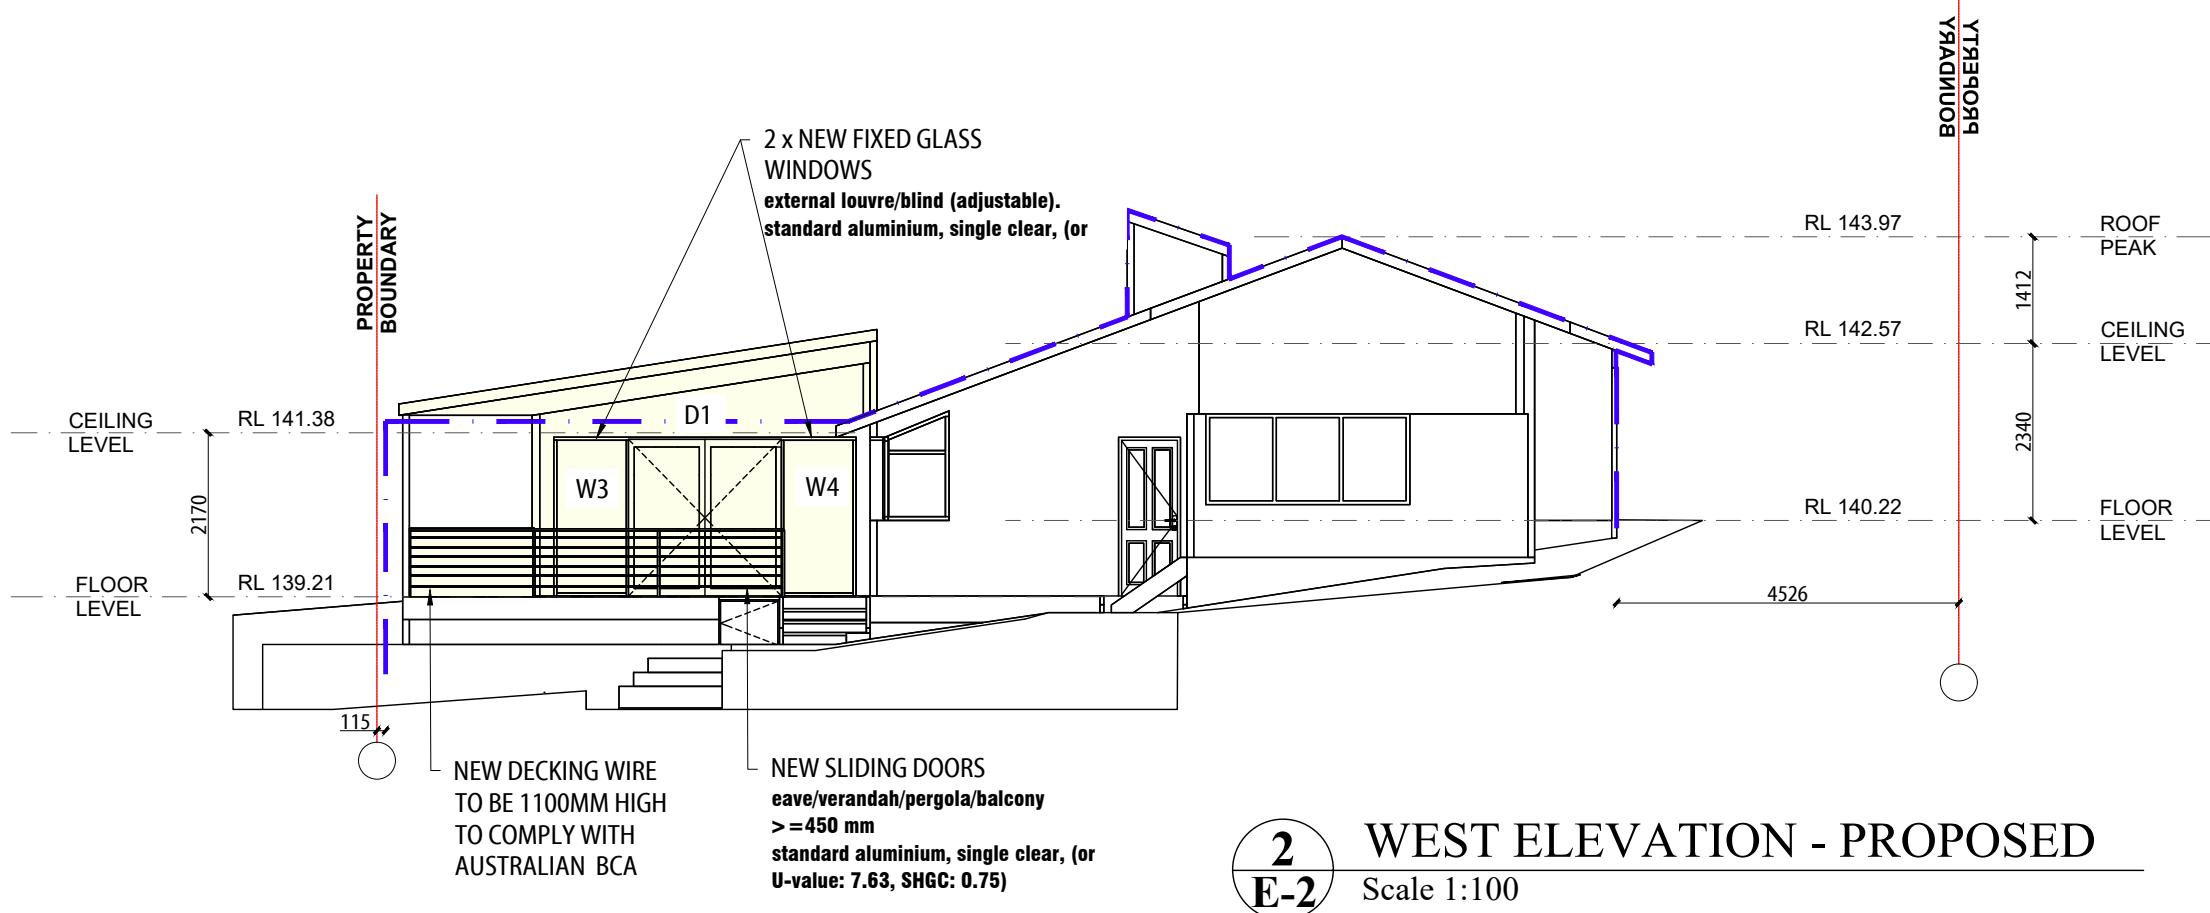 BOUNDARY
PROPERTY
2 x NEW FIXED GLASS
WINDOWS
external louvre/blind (adjustable).
standard aluminium, single clear, (or
PROPERTY
BOUNDARY
RL 143.97
ROOF
PEAK
1412
RL 142.57
CEILING
LEVEL
CEILING
LEVEL
RL 141.38
D1
2340
W3
W4
2170
RL 140.22
FLOOR
LEVEL
FLOOR
LEVEL
RL 139.21
4526
115
NEW DECKING WIRE
TO BE 1100MM HIGH
TO COMPLY WITH
AUSTRALIAN BCA
NEW SLIDING DOORS
eave/verandah/pergola/balcony
>=450 mm
standard aluminium, single clear, (or
U-value: 7.63, SHGC: 0.75)
2
E-2
WEST ELEVATION - PROPOSED
Scale 1:100